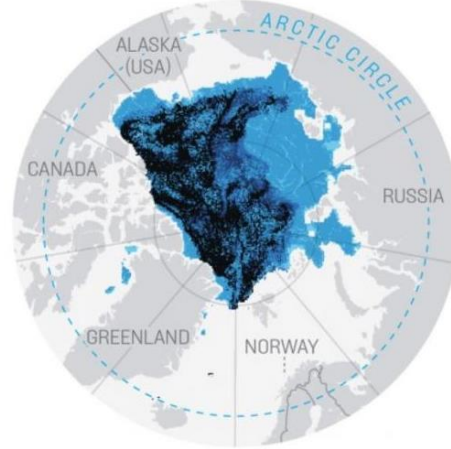 ARCTIC CIRCLE
ALASKA
(USA)
CANADA
RUSSIA
GREENLAND
NORWAY